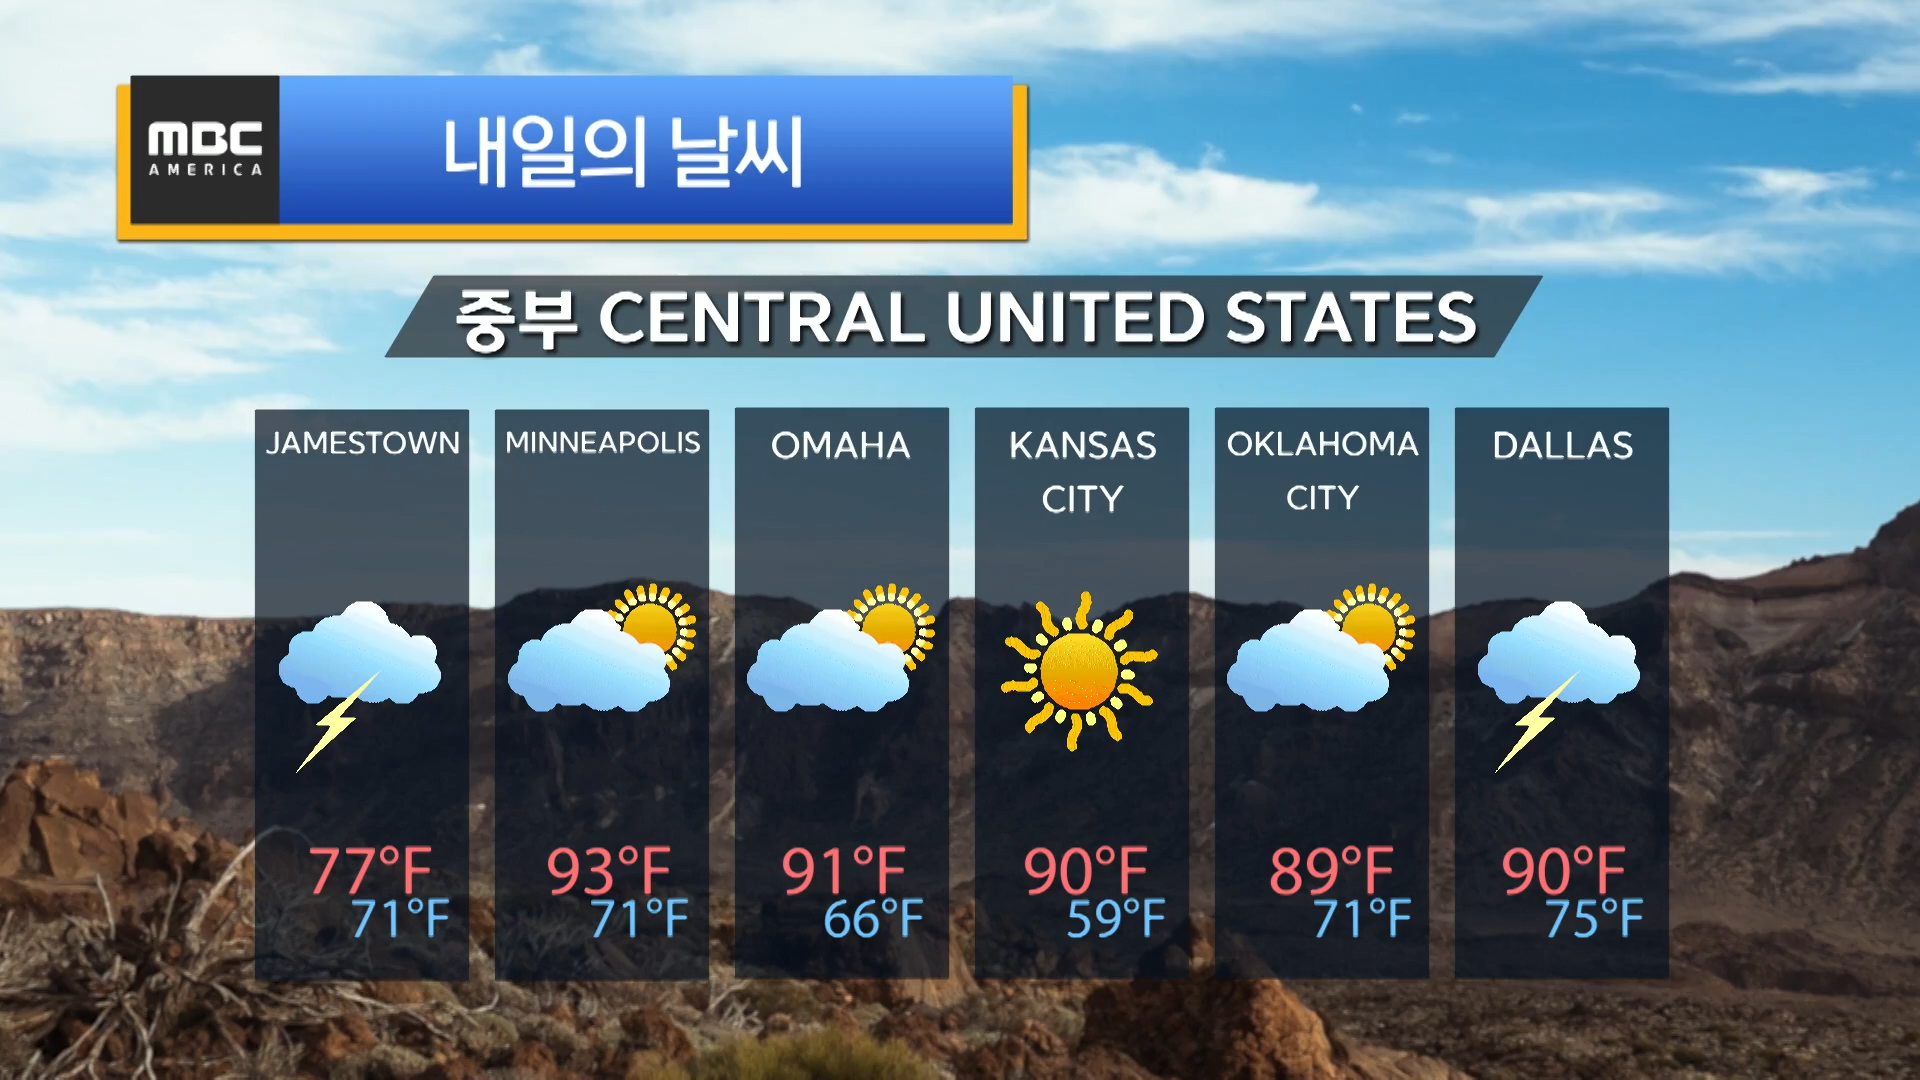 MBC
AMERICA
내일의 날씨
중부 CENTRAL UNITED STATES
JAMESTOWN
77°F
71°F
MINNEAPOLIS
93°F
71°F
OMAHA
91°F
66°F
KANSAS
CITY
90°F
59°F
OKLAHOMA
CITY
89°F
71°F
DALLAS
90°F
75°F